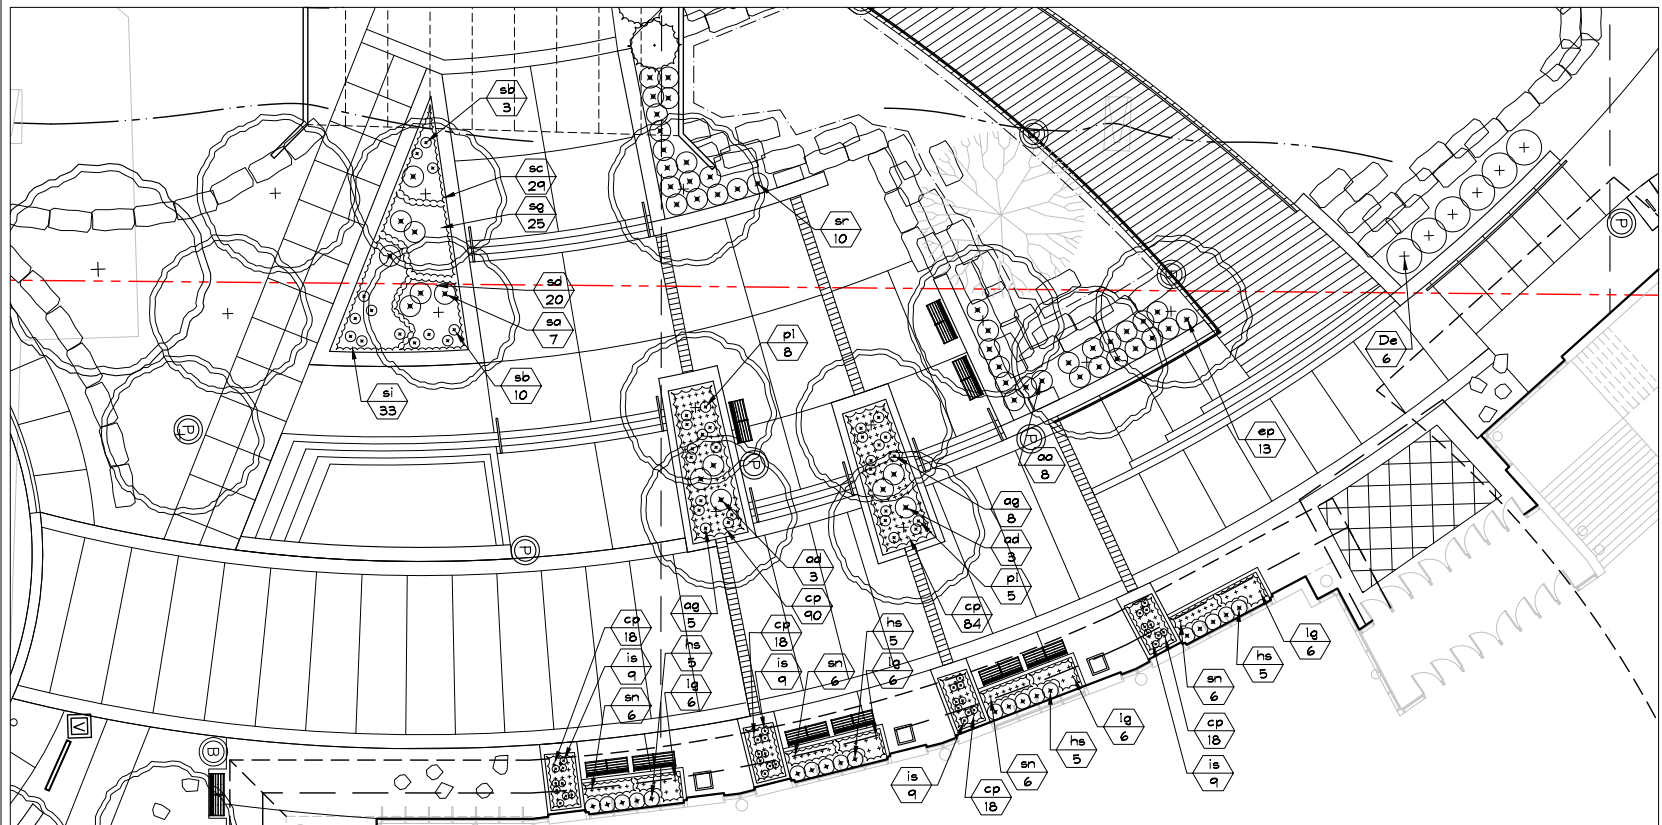 sb
3
sc
29
sg
25
sr
10
sd
20
sa
7
pl
8
De
6
si
33
sb
10
ep
13
aa
8
ag
8
ad
3
pl
5
ad
3
cp
90
cp
84
ag
5
cp
18
hs
5
is
9
lg
6
sn
6
cp
18
is
9
sn
6
hs
5
lg
6
lg
6
hs
5
sn
6
cp
18
is
9
lg
6
hs
5
sn
6
is
9
cp
18
P
P
P
P
P
P
P
V
B